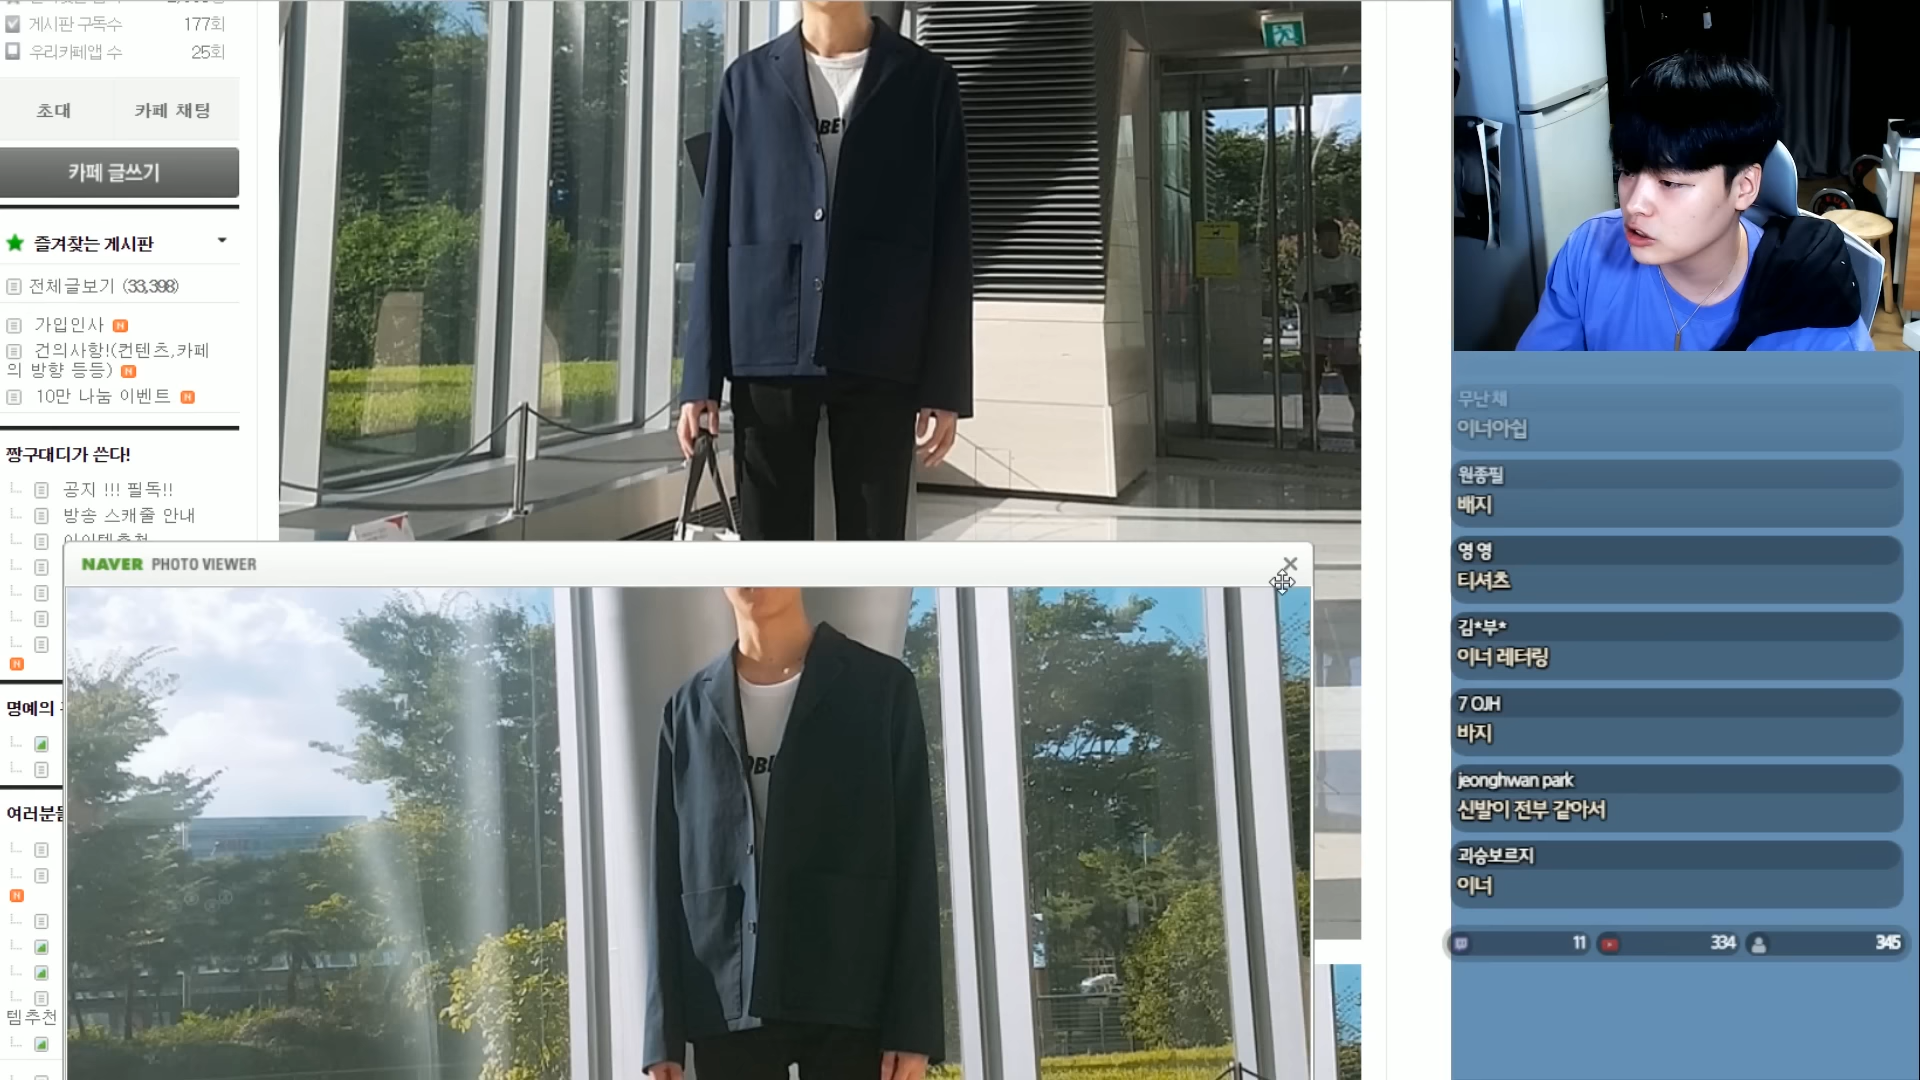 게시판 구독수 177회
우리카페앱 수 25회
초대 카페 채팅
카페 글쓰기
즐겨찾는 게시판
전체글보기 (33,398)
가입인사 N
건의사항!(컨텐츠,카페
의 방향 등등) N
10만 나눔 이벤트 N
짱구대디가 쓴다!
공지 !!! 필독!!
방송 스캐줄 안내
N
명예의
여러분들
N
템추천
NAVER PHOTO VIEWER
OBEY
OBE
무난채
이너아쉽
원종필
배지
영영
티셔츠
김*부*
이너 레터링
7 OJH
바지
jeonghwan park
신발이 전부 같아서
괴승보르지
이너
11 334 345